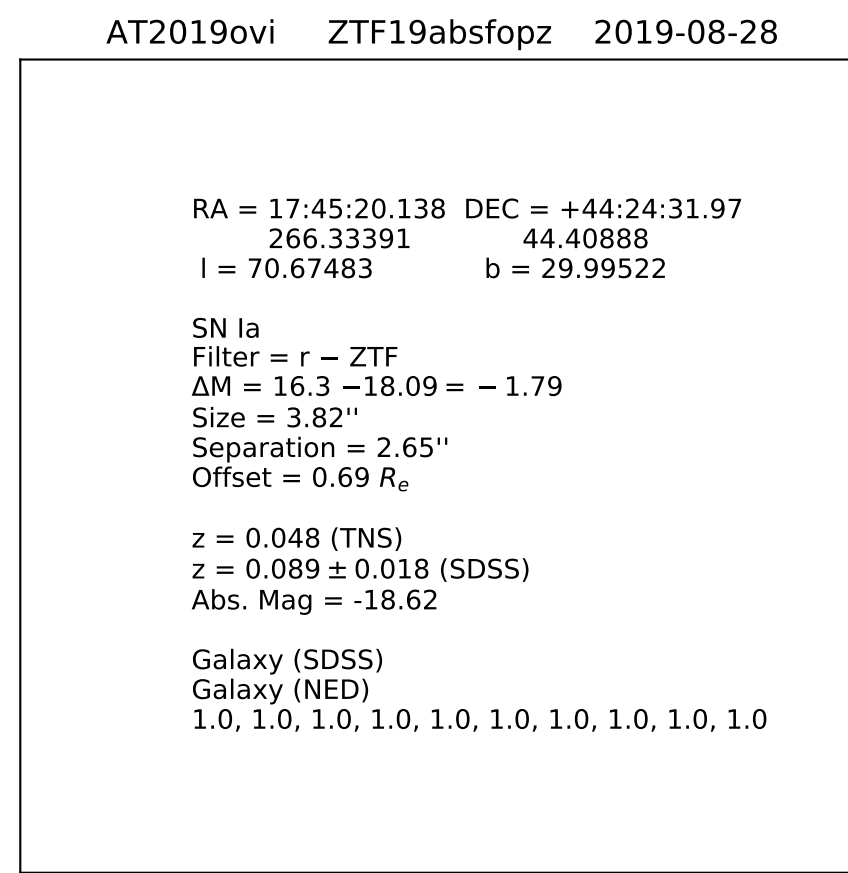 AT2019ovi ZTF19absfopz 2019-08-28
RA = 17:45:20.138 DEC = +44:24:31.97
266.33391 44.40888
l = 70.67483 b = 29.99522
SN Ia
Filter = r − ZTF
ΔM = 16.3 −18.09 = − 1.79
Size = 3.82''
Separation = 2.65''
Offset = 0.69 Rₑ
z = 0.048 (TNS)
z = 0.089 ± 0.018 (SDSS)
Abs. Mag = -18.62
Galaxy (SDSS)
Galaxy (NED)
1.0, 1.0, 1.0, 1.0, 1.0, 1.0, 1.0, 1.0, 1.0, 1.0